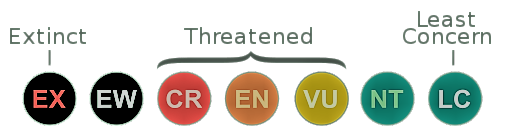 Least
Extinct Threatened Concern
EX EW CR EN VU NT LC